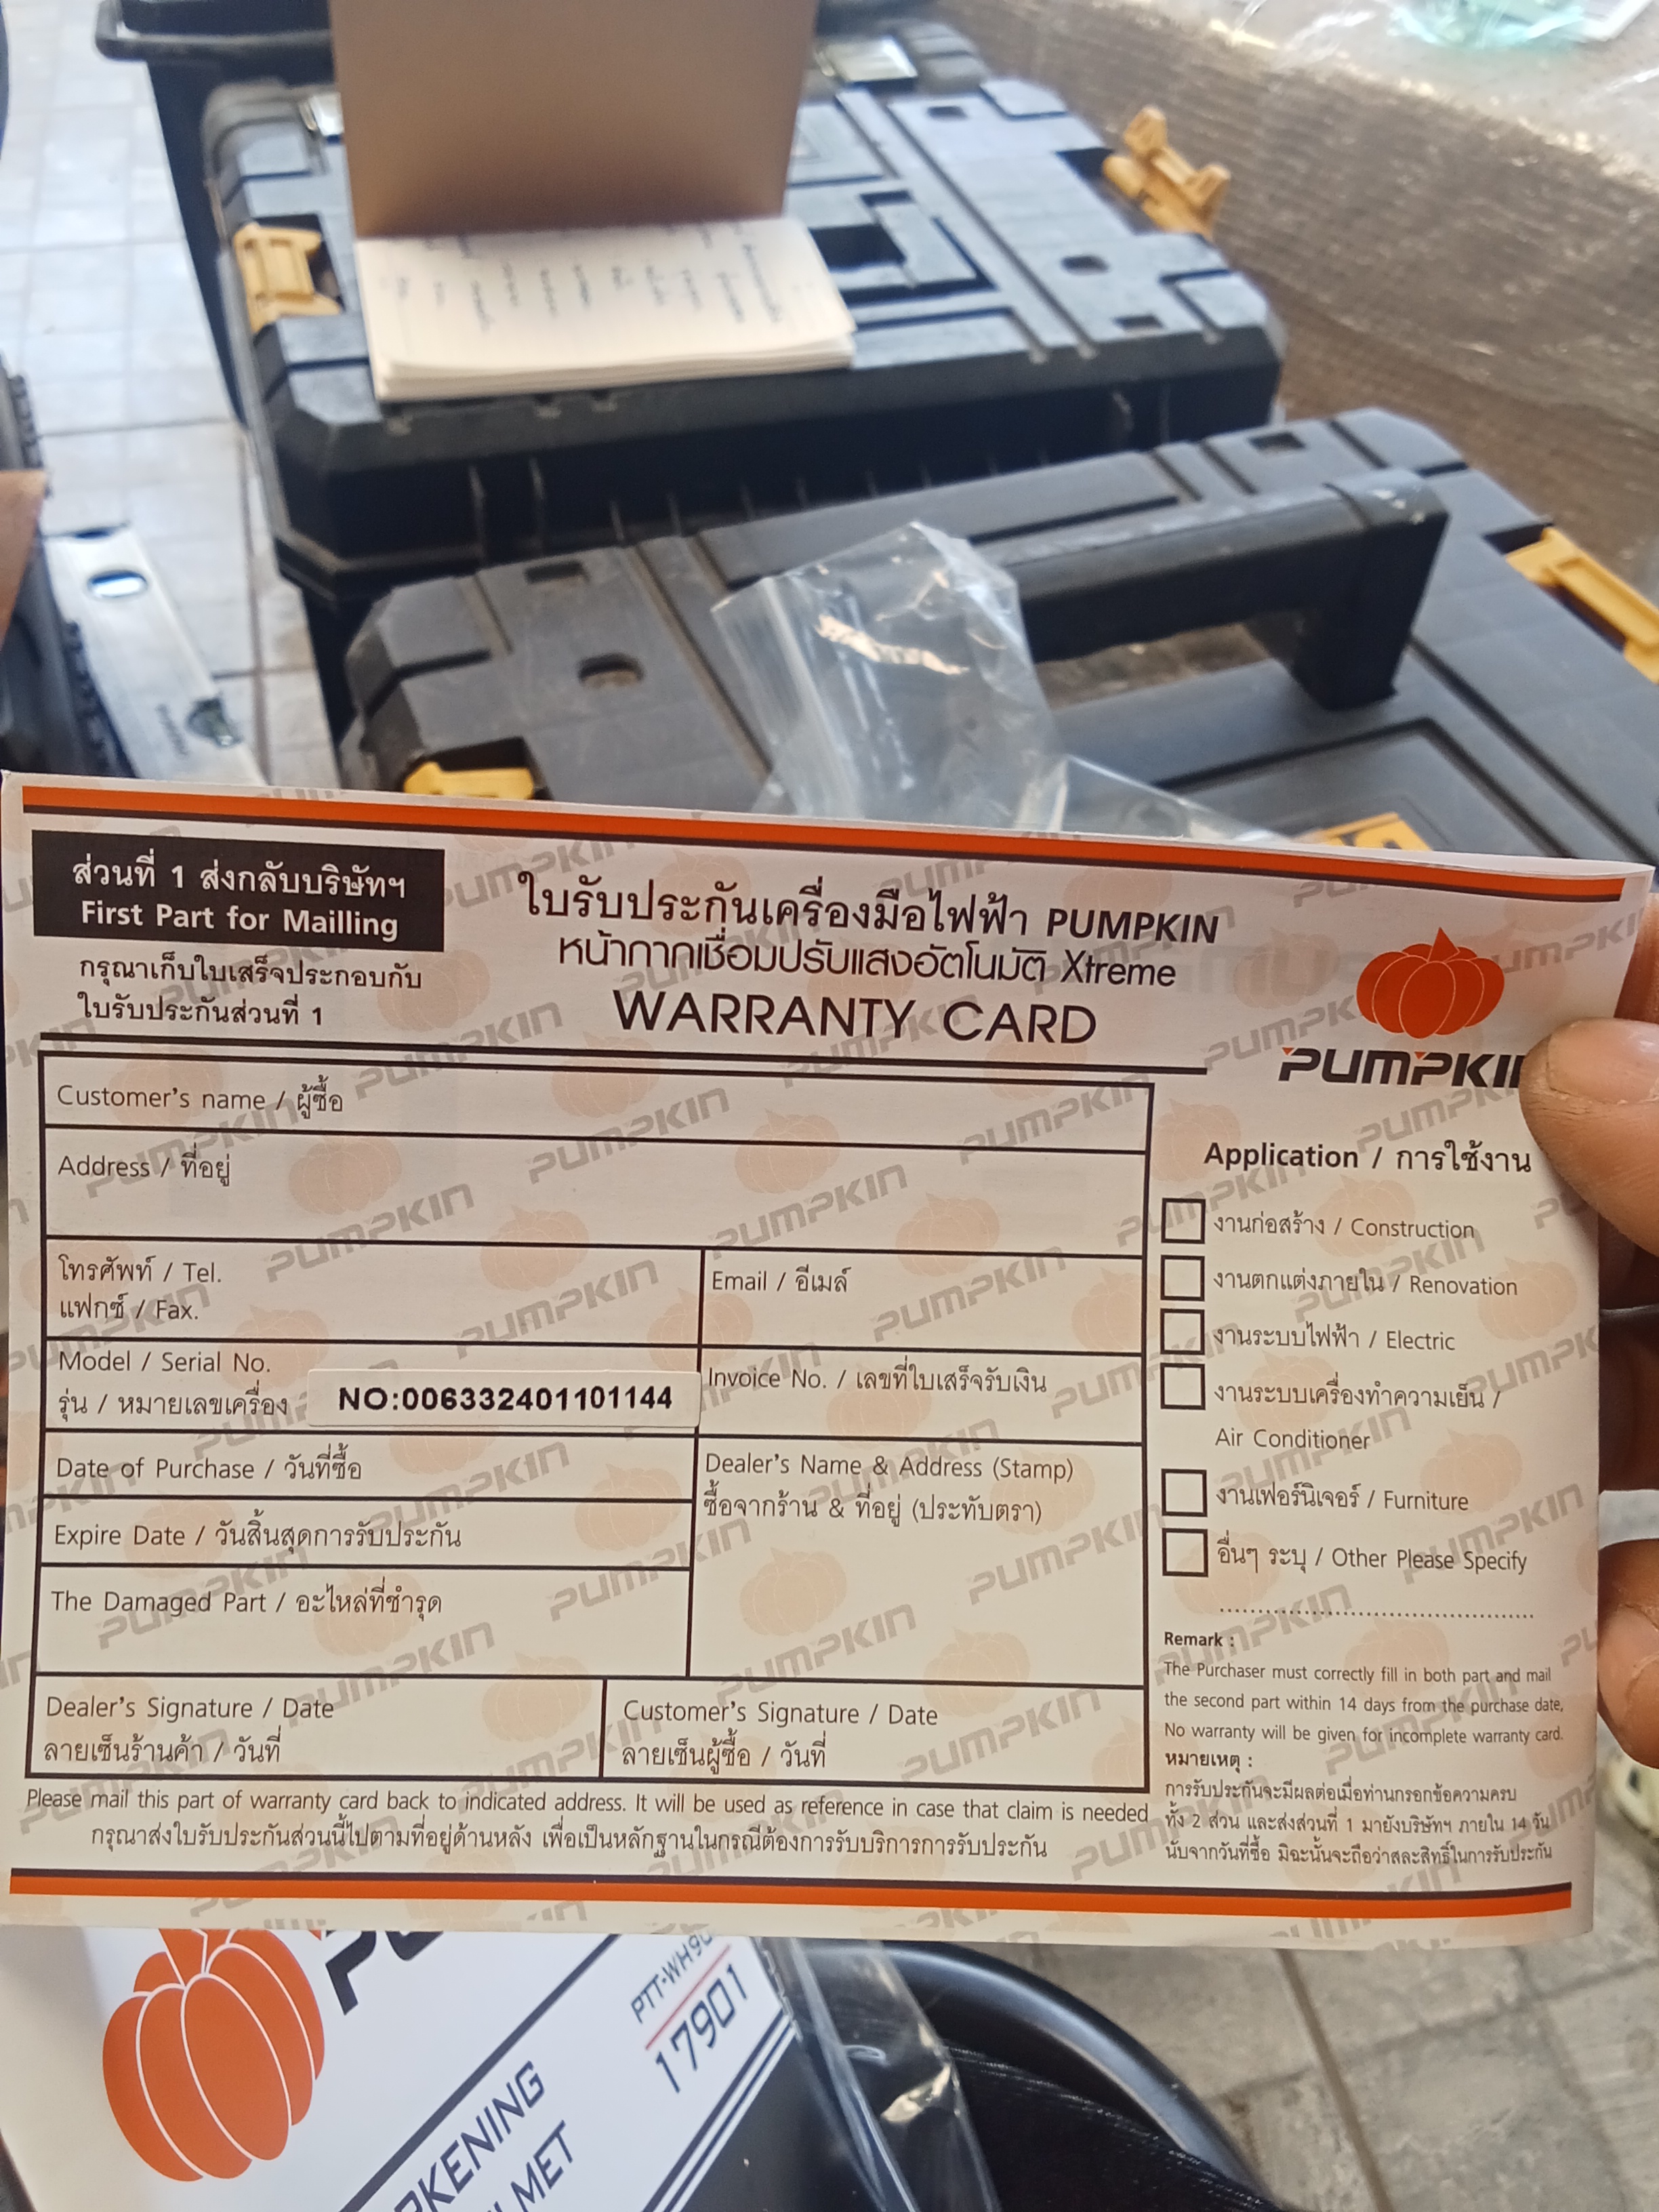 ส่วนที่ 1 ส่งกลับบริษัทฯ
First Part for Mailling
กรุณาเก็บใบเสร็จประกอบกับ
ใบรับประกันส่วนที่ 1
ใบรับประกันเครื่องมือไฟฟ้า PUMPKIN
หน้ากากเชื่อมปรับแสงอัตโนมัติ Xtreme
WARRANTY CARD
PUMPKI
Customer's name / ผู้ซื้อ
Address / ที่อยู่
โทรศัพท์ / Tel.
แฟกซ์ / Fax.
Email / อีเมล์
Model / Serial No.
รุ่น / หมายเลขเครื่อง
NO:006332401101144
Invoice No. / เลขที่ใบเสร็จรับเงิน
Date of Purchase / วันที่ซื้อ
Expire Date / วันสิ้นสุดการรับประกัน
The Damaged Part / อะไหล่ที่ชำรุด
Dealer's Name & Address (Stamp)
ซื้อจากร้าน & ที่อยู่ (ประทับตรา)
Dealer's Signature / Date
ลายเซ็นร้านค้า / วันที่
Customer's Signature / Date
ลายเซ็นผู้ซื้อ / วันที่
Please mail this part of warranty card back to indicated address. It will be used as reference in case that claim is needed
กรุณาส่งใบรับประกันส่วนนี้ไปตามที่อยู่ด้านหลัง เพื่อเป็นหลักฐานในกรณีต้องการรับบริการการรับประกัน
Application / การใช้งาน
งานก่อสร้าง / Construction
งานตกแต่งภายใน / Renovation
งานระบบไฟฟ้า / Electric
งานระบบเครื่องทำความเย็น /
Air Conditioner
งานเฟอร์นิเจอร์ / Furniture
อื่นๆ ระบุ / Other Please Specify
Remark :
The Purchaser must correctly fill in both part and mail
the second part within 14 days from the purchase date,
No warranty will be given for incomplete warranty card.
หมายเหตุ :
การรับประกันจะมีผลต่อเมื่อท่านกรอกข้อความครบ
ทั้ง 2 ส่วน และส่งส่วนที่ 1 มายังบริษัทฯ ภายใน 14 วัน
นับจากวันที่ซื้อ มิฉะนั้นจะถือว่าสละสิทธิ์ในการรับประกัน
PTT-WH90
17901
RKENING
LMET